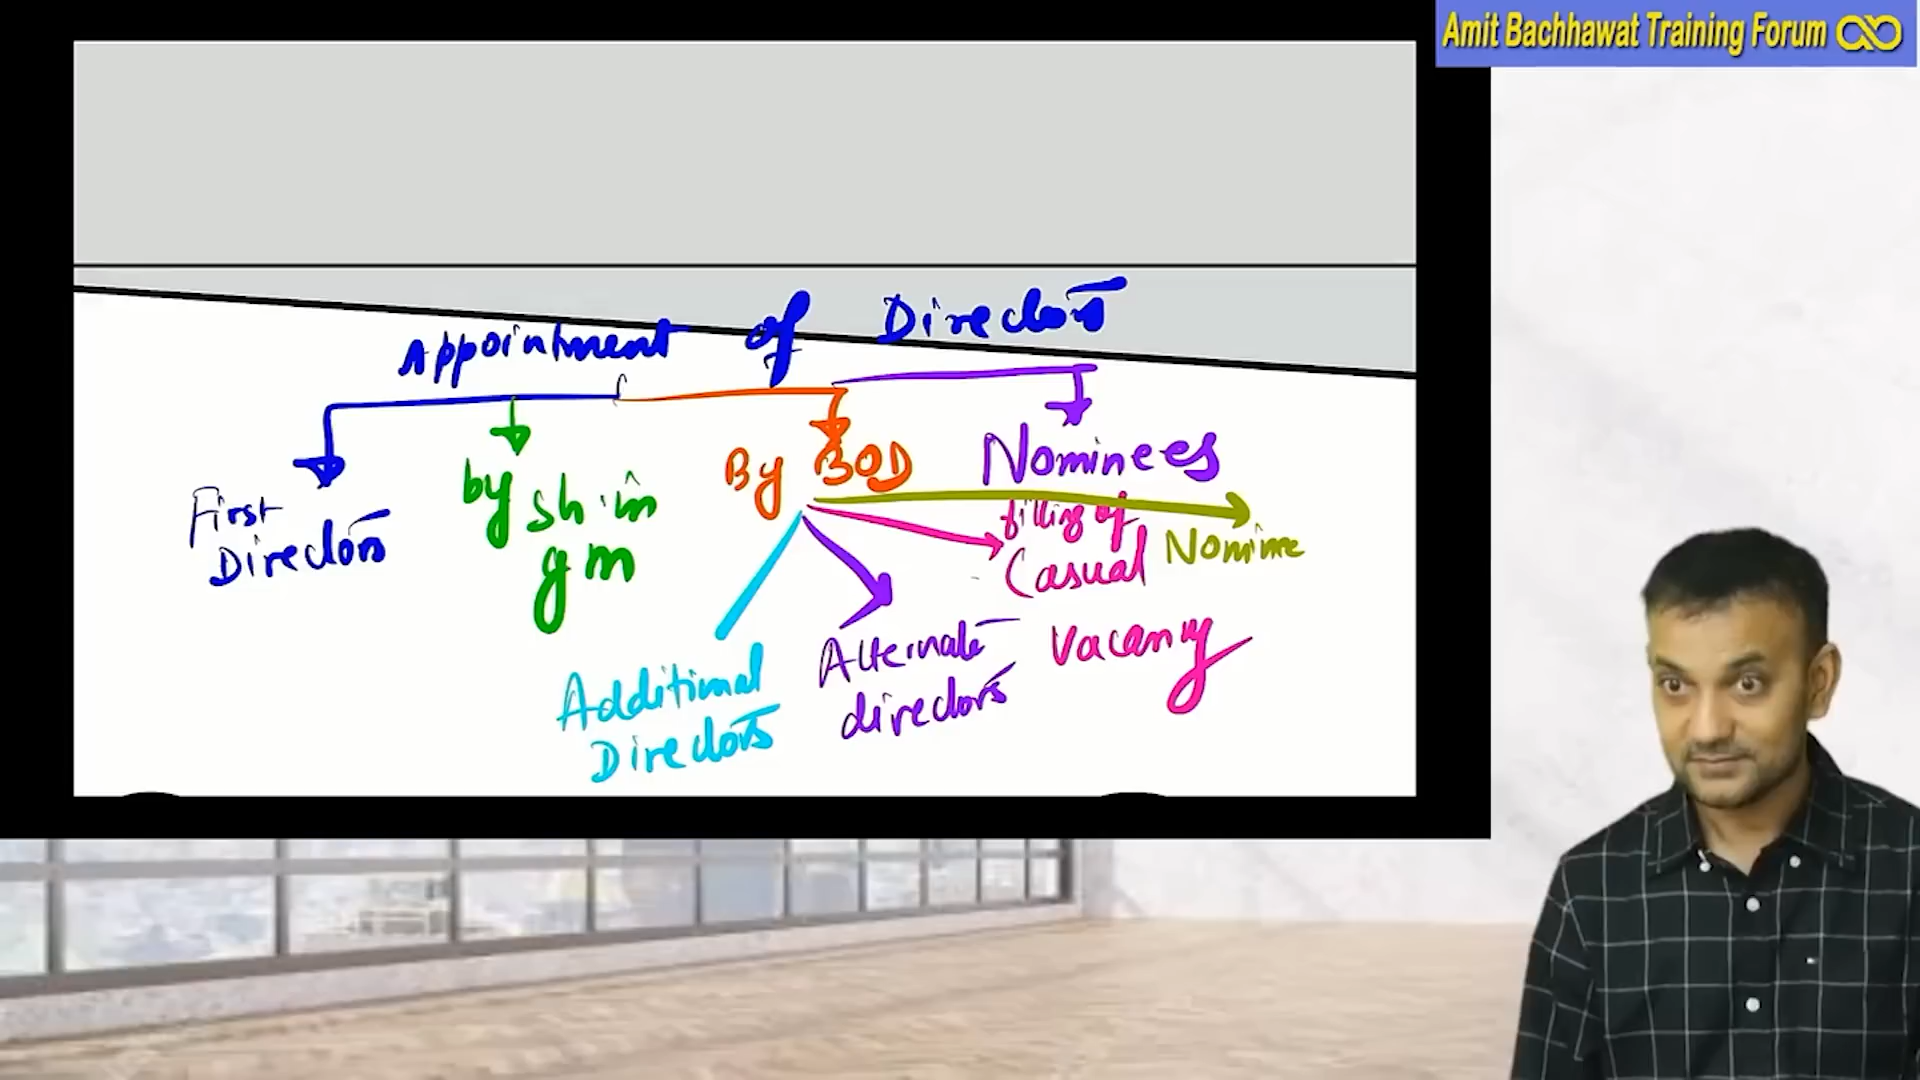 Amit Bachhawat Training Forum
Appointment of Directors
First
Directors
by sh in
gm
By BOD
Nominees
filling of
Casual
Vacancy
Nominee
Additional
Directors
Alternate
directors